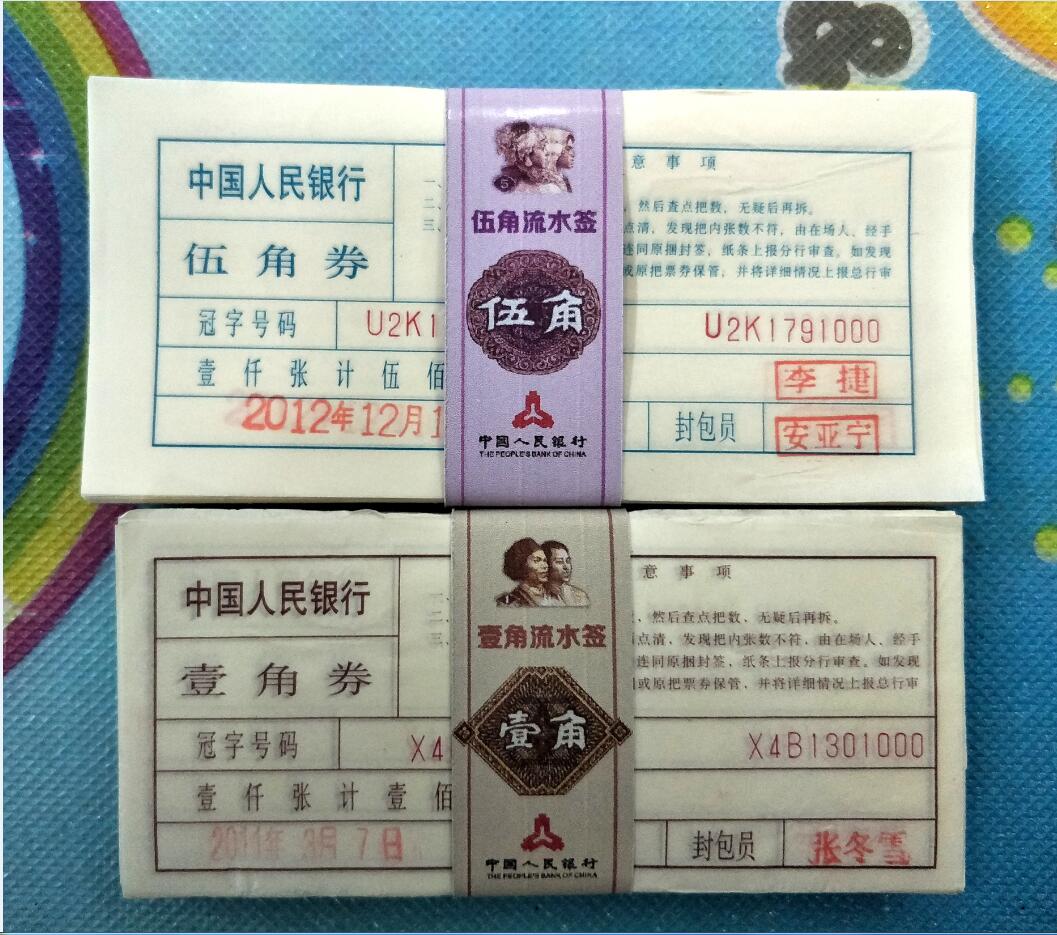 中国人民银行
伍角券
冠字号码
U2K1
壹仟张计伍佰
2012年12月1
一、
二、
三、
意事项
，然后查点把数，无疑后再拆。
点清，发现把内张数不符，由在场人、经手
连同原捆封签，纸条上报分行审查。如发现
或原把票券保管，并将详细情况上报总行审
U2K1791000
李捷
封包员
安亚宁
5
伍角流水签
伍角
中国人民银行
THE PEOPLE'S BANK OF CHINA
中国人民银行
壹角券
冠字号码
X4
壹仟张计壹佰
2011年 3月 7日
一、
二、
三、
意事项
，然后查点把数、无疑后再拆。
点清，发现把内张数不符，由在场人、经手
连同原捆封签，纸条上报分行审查。如发现
或原把票券保管、并将详细情况上报总行审
X4B1301000
封包员
张冬雪
1
壹角流水签
壹角
中国人民银行
THE PEOPLE'S BANK OF CHINA